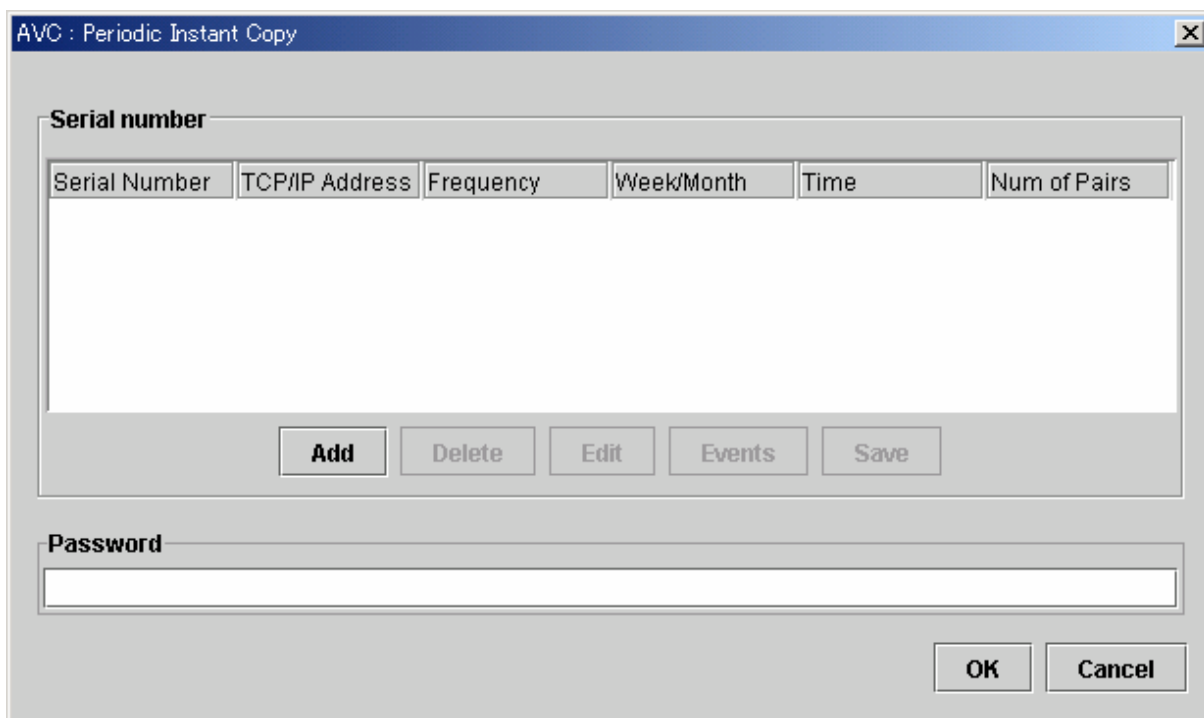 AVC : Periodic Instant Copy
Serial number
Serial Number TCP/IP Address Frequency Week/Month Time Num of Pairs
Add Delete Edit Events Save
Password
OK Cancel